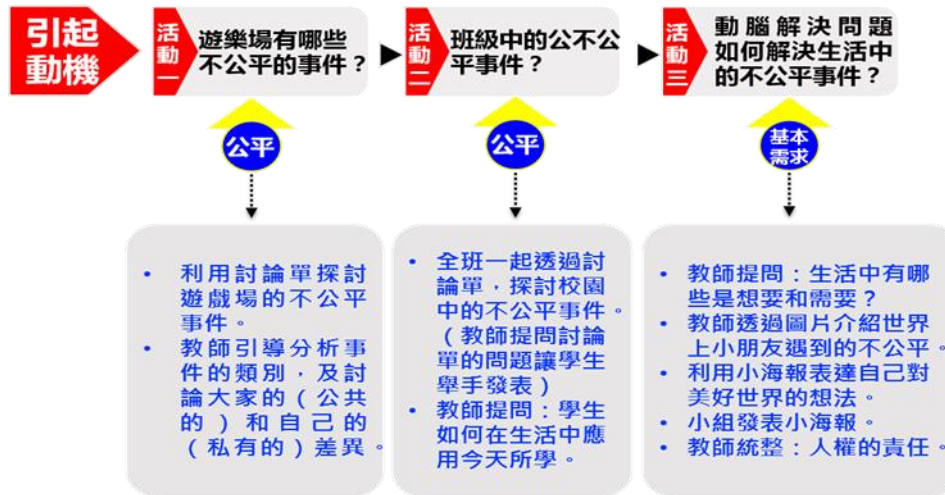 引起
動機
活動一
遊樂場有哪些
不公平的事件？
活動二
班級中的公不公
平事件？
活動三
動腦解決問題
如何解決生活中
的不公平事件？
公平
公平
基本
需求
• 利用討論單探討
遊戲場的不公平
事件。
• 教師引導分析事
件的類別，及討
論大家的（公共
的）和自己的
（私有的）差異。
• 全班一起透過討
論單，探討校園
中的不公平事件。
（教師提問討論
單的問題讓學生
舉手發表）
• 教師提問：學生
如何在生活中應
用今天所學。
• 教師提問：生活中有哪
些是想要和需要？
• 教師透過圖片介紹世界
上小朋友遇到的不公平。
• 利用小海報表達自己對
美好世界的想法。
• 小組發表小海報。
• 教師統整：人權的責任。